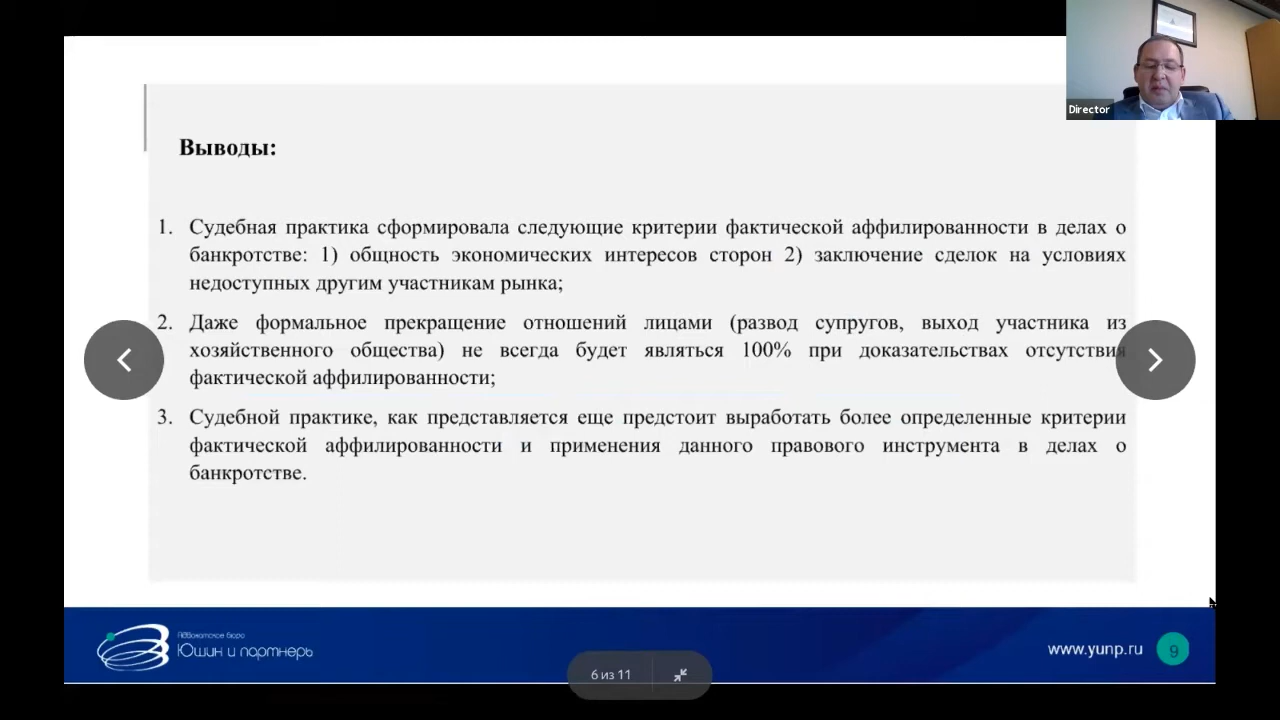 Director
Выводы:
1. Судебная практика сформировала следующие критерии фактической аффилированности в делах о
банкротстве: 1) общность экономических интересов сторон 2) заключение сделок на условиях
недоступных другим участникам рынка;
2. Даже формальное прекращение отношений лицами (развод супругов, выход участника из
хозяйственного общества) не всегда будет являться 100% при доказательствах отсутствия
фактической аффилированности;
3. Судебной практике, как представляется еще предстоит выработать более определенные критерии
фактической аффилированности и применения данного правового инструмента в делах о
банкротстве.
Адвокатское бюро
Юшин и партнеры
www.yunp.ru
9
6 из 11